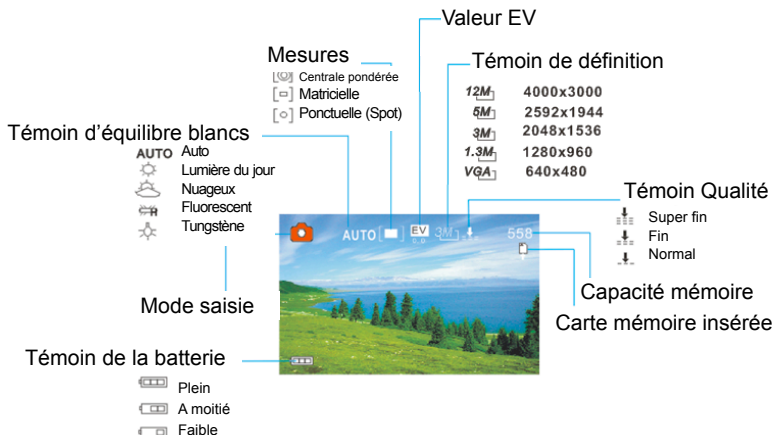 Valeur EV
Mesures
Centrale pondérée
Matricielle
Ponctuelle (Spot)
Témoin de définition
12M 4000x3000
5M 2592x1944
3M 2048x1536
1.3M 1280x960
VGA 640x480
Témoin d'équilibre blancs
AUTO Auto
Lumière du jour
Nuageux
Fluorescent
Tungstène
Témoin Qualité
Super fin
Fin
Normal
AUTO EV 3M 558
0.0
Mode saisie
Capacité mémoire
Carte mémoire insérée
Témoin de la batterie
Plein
A moitié
Faible